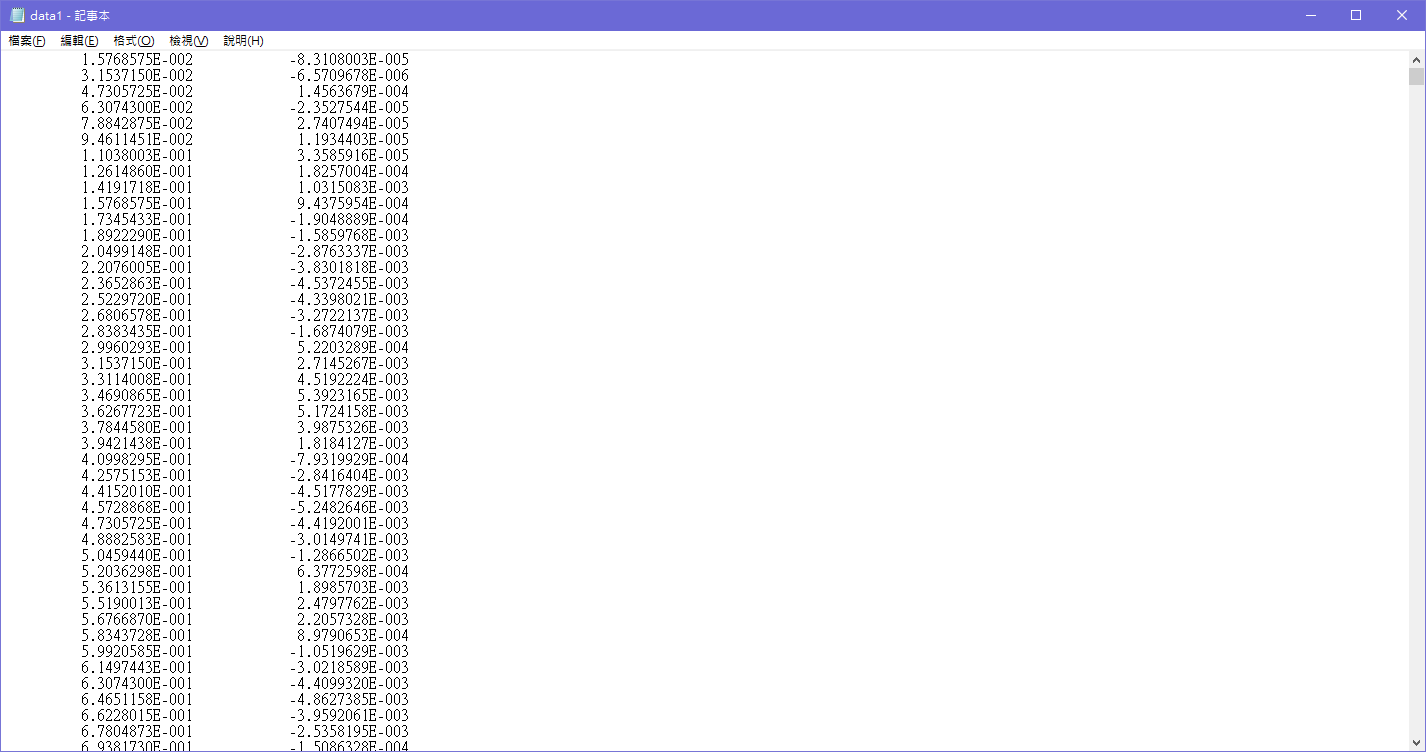 data1 - 記事本
檔案(F) 編輯(E) 格式(O) 檢視(V) 說明(H)
1.5768575E-002 -8.3108003E-005
3.1537150E-002 -6.5709678E-006
4.7305725E-002 1.4563679E-004
6.3074300E-002 -2.3527544E-005
7.8842875E-002 2.7407494E-005
9.4611451E-002 1.1934403E-005
1.1038003E-001 3.3585916E-005
1.2614860E-001 1.8257004E-004
1.4191718E-001 1.0315083E-003
1.5768575E-001 9.4375954E-004
1.7345433E-001 -1.9048889E-004
1.8922290E-001 -1.5859768E-003
2.0499148E-001 -2.8763337E-003
2.2076005E-001 -3.8301818E-003
2.3652863E-001 -4.5372455E-003
2.5229720E-001 -4.3398021E-003
2.6806578E-001 -3.2722137E-003
2.8383435E-001 -1.6874079E-003
2.9960293E-001 5.2203289E-004
3.1537150E-001 2.7145267E-003
3.3114008E-001 4.5192224E-003
3.4690865E-001 5.3923165E-003
3.6267723E-001 5.1724158E-003
3.7844580E-001 3.9875326E-003
3.9421438E-001 1.8184127E-003
4.0998295E-001 -7.9319929E-004
4.2575153E-001 -2.8416404E-003
4.4152010E-001 -4.5177829E-003
4.5728868E-001 -5.2482646E-003
4.7305725E-001 -4.4192001E-003
4.8882583E-001 -3.0149741E-003
5.0459440E-001 -1.2866502E-003
5.2036298E-001 6.3772598E-004
5.3613155E-001 1.8985703E-003
5.5190013E-001 2.4797762E-003
5.6766870E-001 2.2057328E-003
5.8343728E-001 8.9790653E-004
5.9920585E-001 -1.0519629E-003
6.1497443E-001 -3.0218589E-003
6.3074300E-001 -4.4099320E-003
6.4651158E-001 -4.8627385E-003
6.6228015E-001 -3.9592061E-003
6.7804873E-001 -2.5358195E-003
6.9381730E-001 -1.5086328E-004